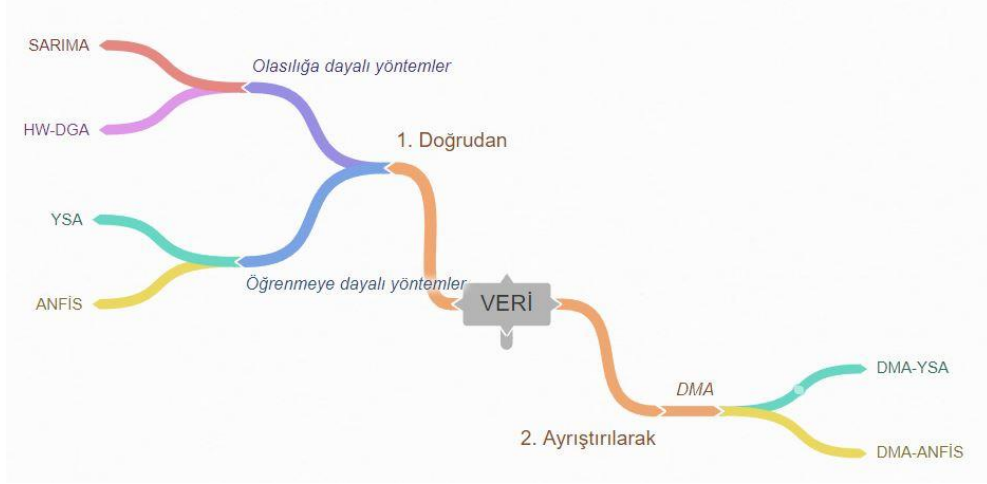 SARIMA
Olasılığa dayalı yöntemler
HW-DGA
1. Doğrudan
YSA
Öğrenmeye dayalı yöntemler
ANFİS
VERİ
DMA-YSA
DMA
2. Ayrıştırılarak
DMA-ANFİS